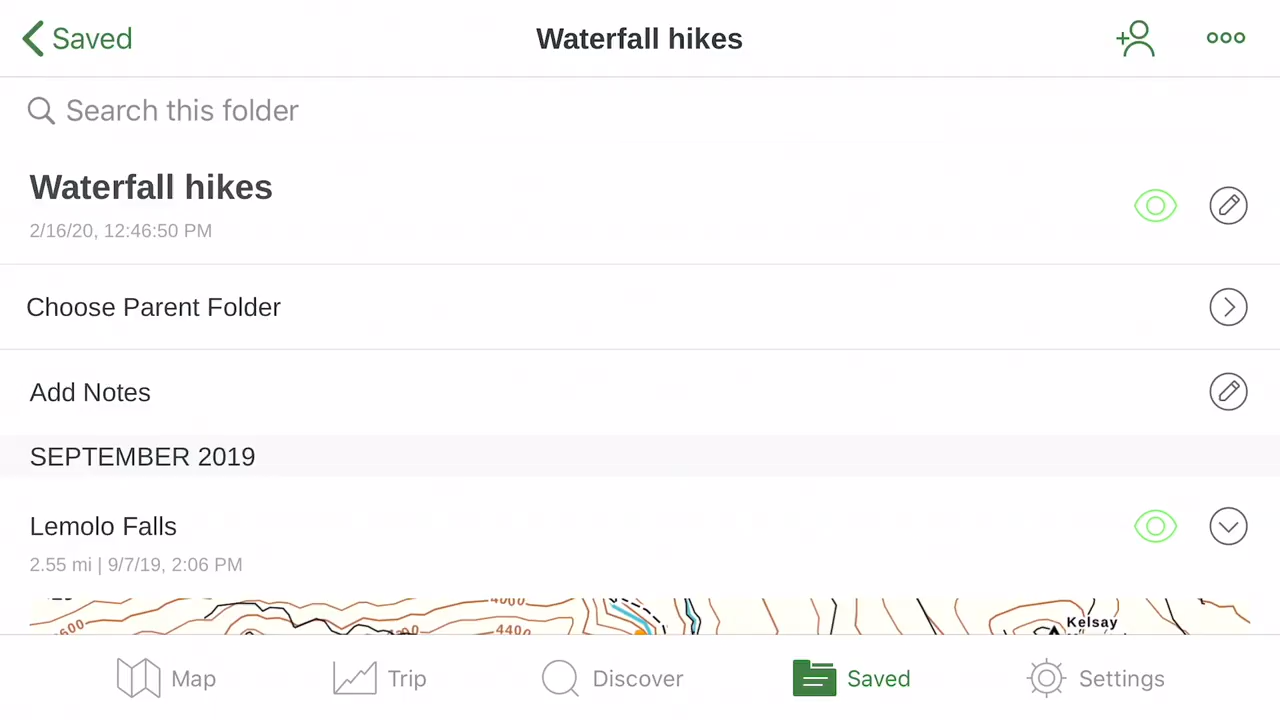 Saved
Waterfall hikes
Search this folder
Waterfall hikes
2/16/20, 12:46:50 PM
Choose Parent Folder
Add Notes
SEPTEMBER 2019
Lemolo Falls
2.55 mi | 9/7/19, 2:06 PM
4400
Kelsay
Map
Trip
Discover
Saved
Settings